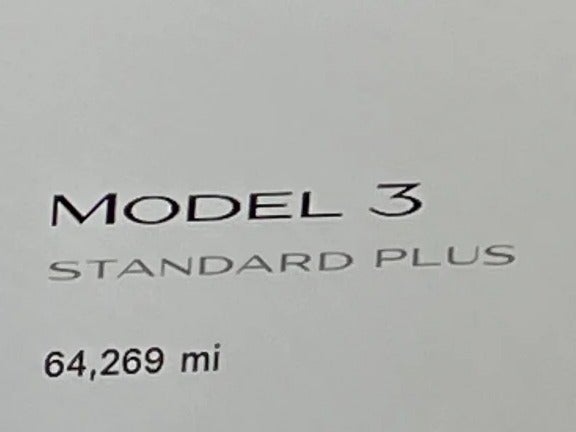 MODEL 3
STANDARD PLUS
64,269 mi